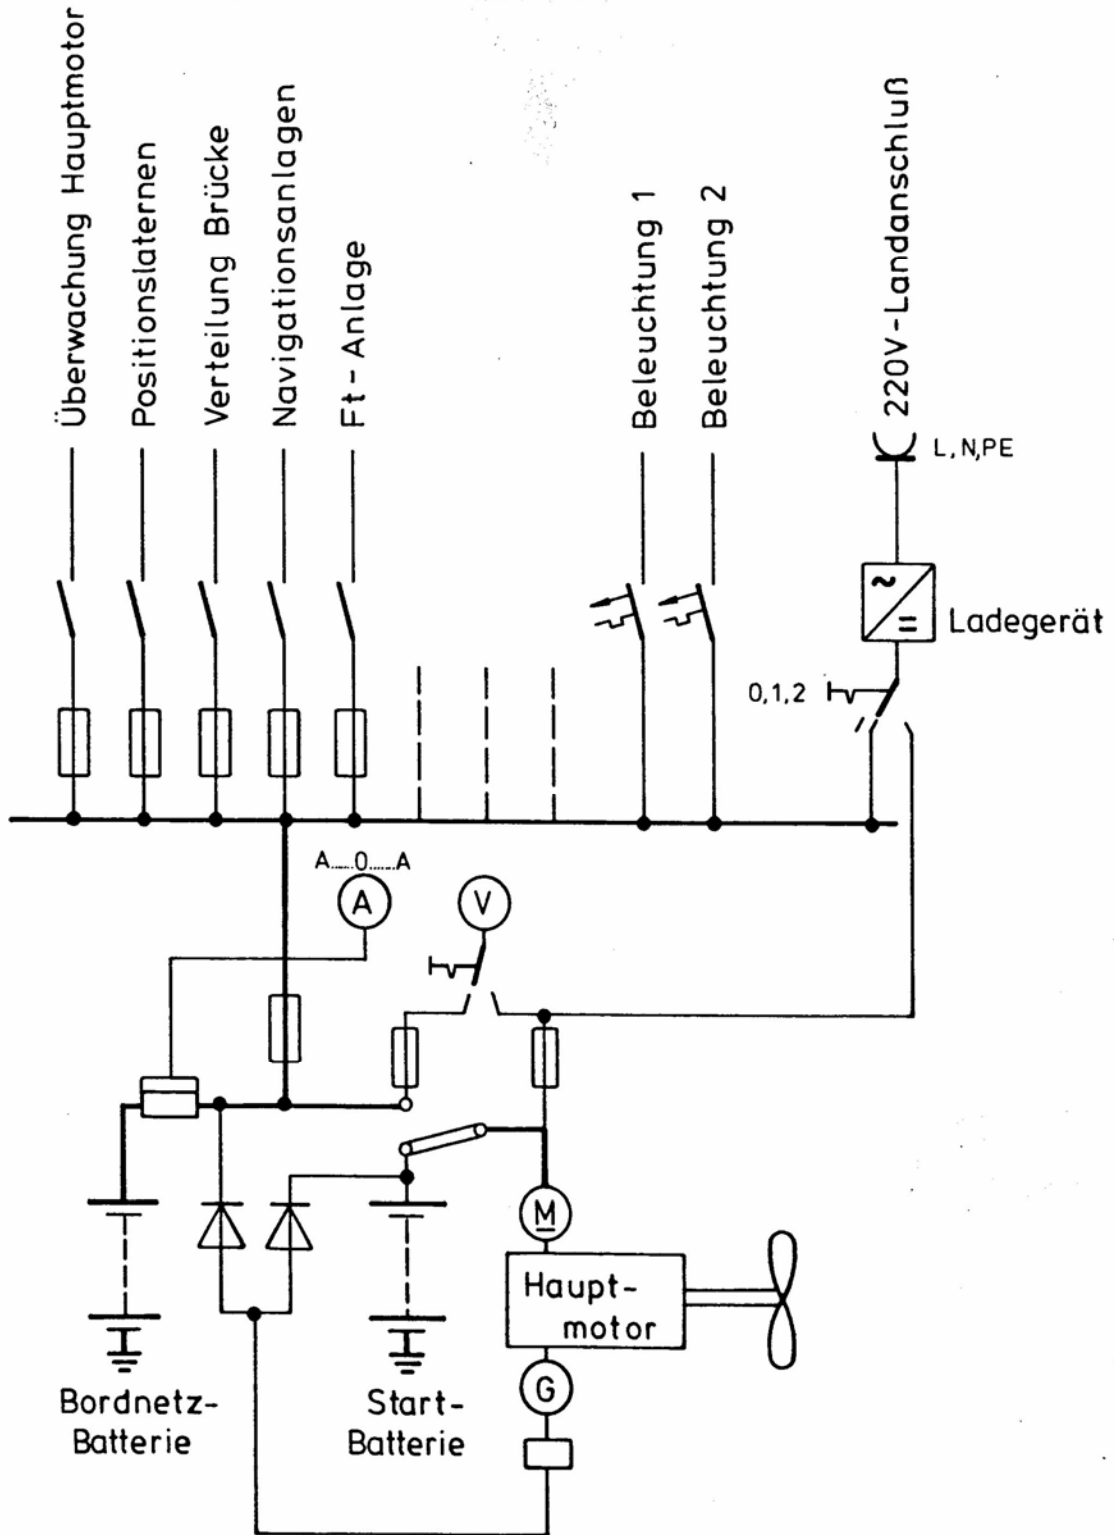 Überwachung Hauptmotor
Positionslaternen
Verteilung Brücke
Navigationsanlagen
Ft-Anlage
Beleuchtung 1
Beleuchtung 2
220V-Landanschluß
L,N,PE
~
=
Ladegerät
0,1,2
A......0......A
A
V
M
Haupt-
motor
G
Bordnetz-
Batterie
Start-
Batterie